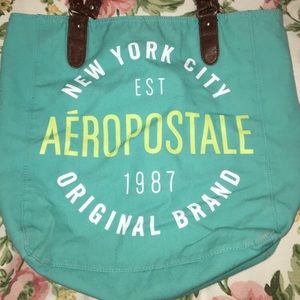 NEW YORK CITY
EST
AÉROPOSTALE
1987
ORIGINAL BRAND